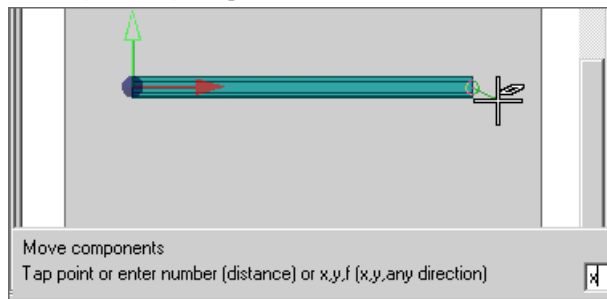 Move components
Tap point or enter number (distance) or x,y,f (x,y,any direction)
x